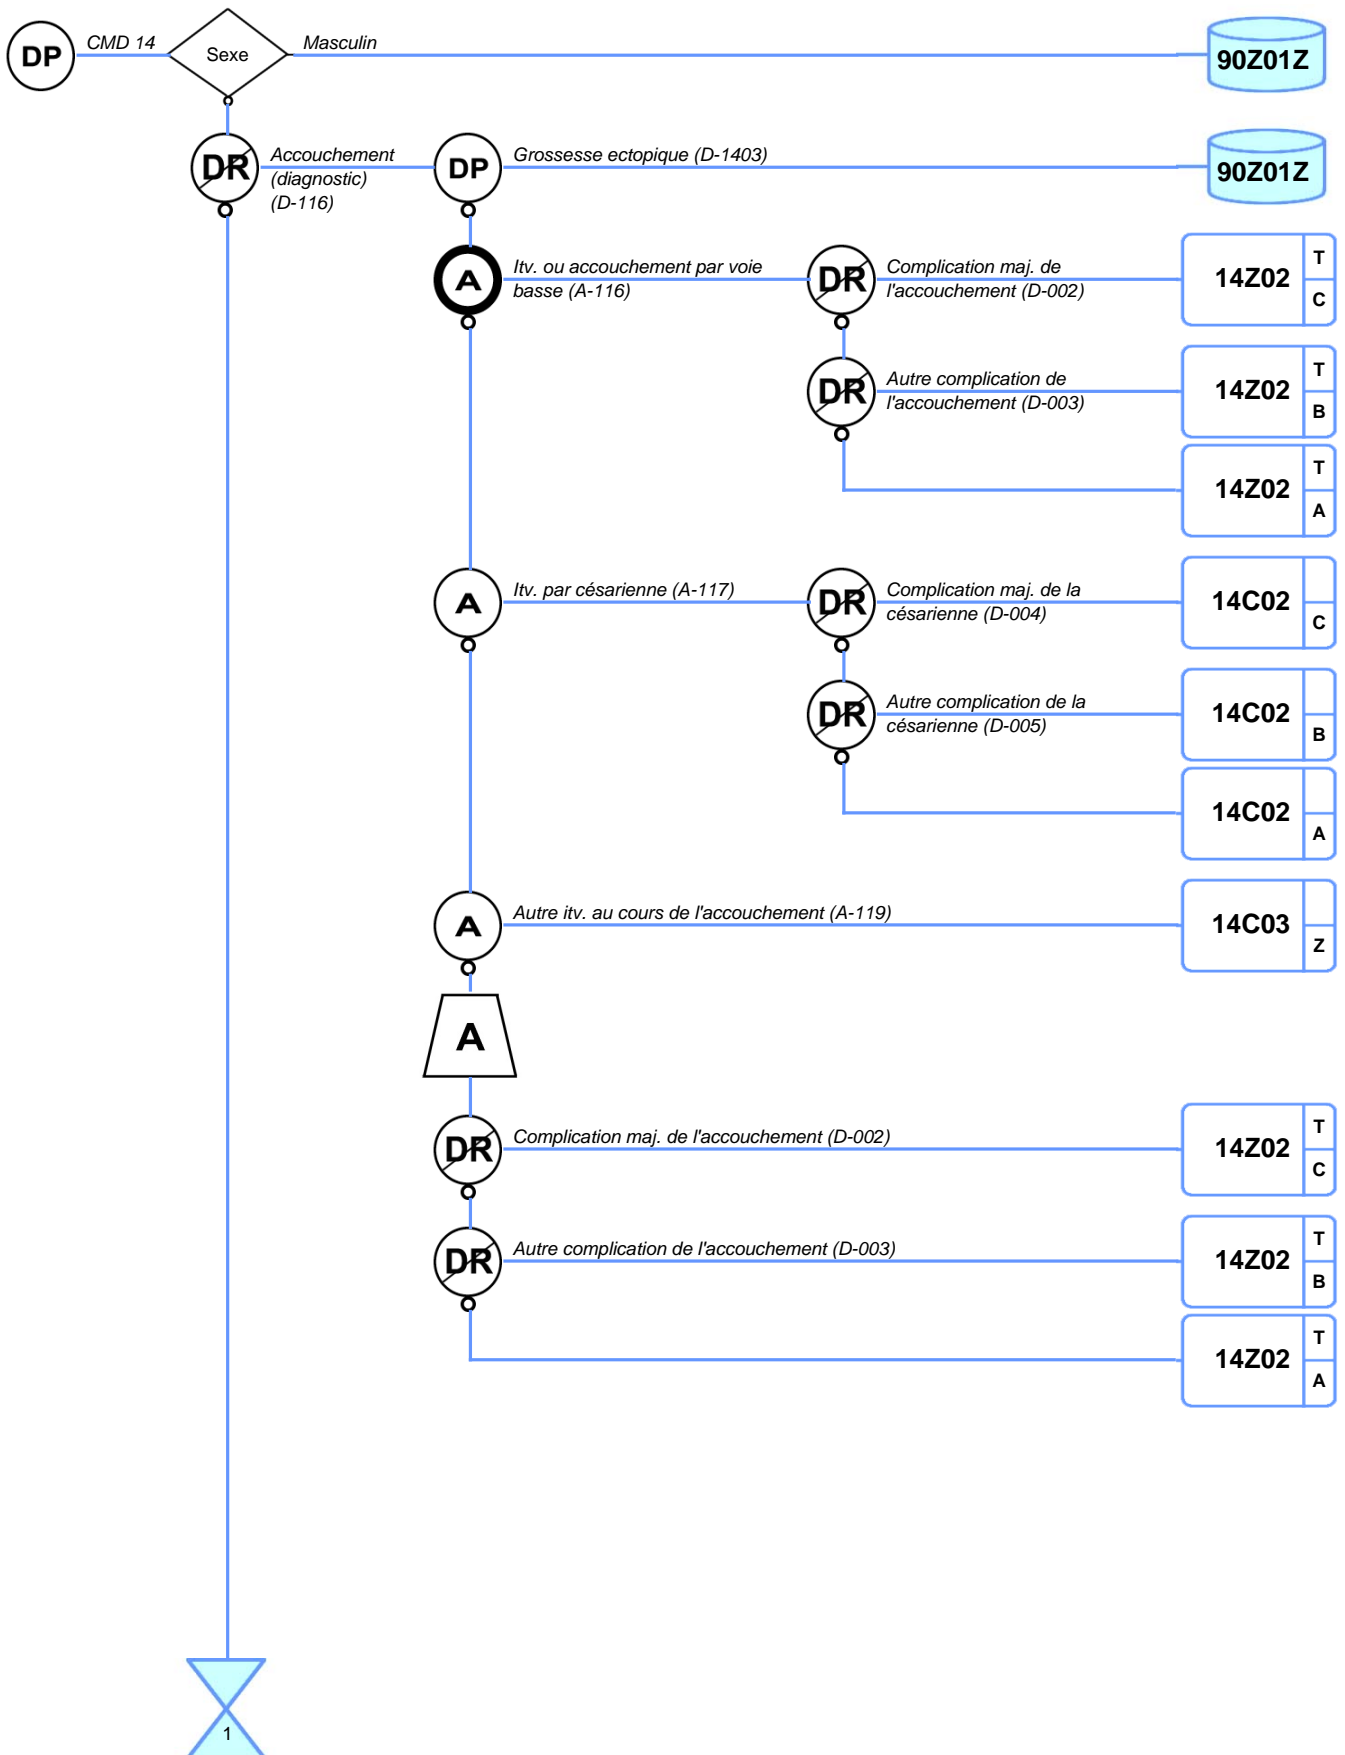 DP
CMD 14
Sexe
Masculin
90Z01Z
DR
Accouchement
(diagnostic)
(D-116)
DP
Grossesse ectopique (D-1403)
90Z01Z
A
Itv. ou accouchement par voie
basse (A-116)
DR
Complication maj. de
l'accouchement (D-002)
14Z02
T
C
DR
Autre complication de
l'accouchement (D-003)
14Z02
T
B
14Z02
T
A
A
Itv. par césarienne (A-117)
DR
Complication maj. de la
césarienne (D-004)
14C02
C
DR
Autre complication de la
césarienne (D-005)
14C02
B
14C02
A
A
Autre itv. au cours de l'accouchement (A-119)
14C03
Z
A
DR
Complication maj. de l'accouchement (D-002)
14Z02
T
C
DR
Autre complication de l'accouchement (D-003)
14Z02
T
B
14Z02
T
A
1